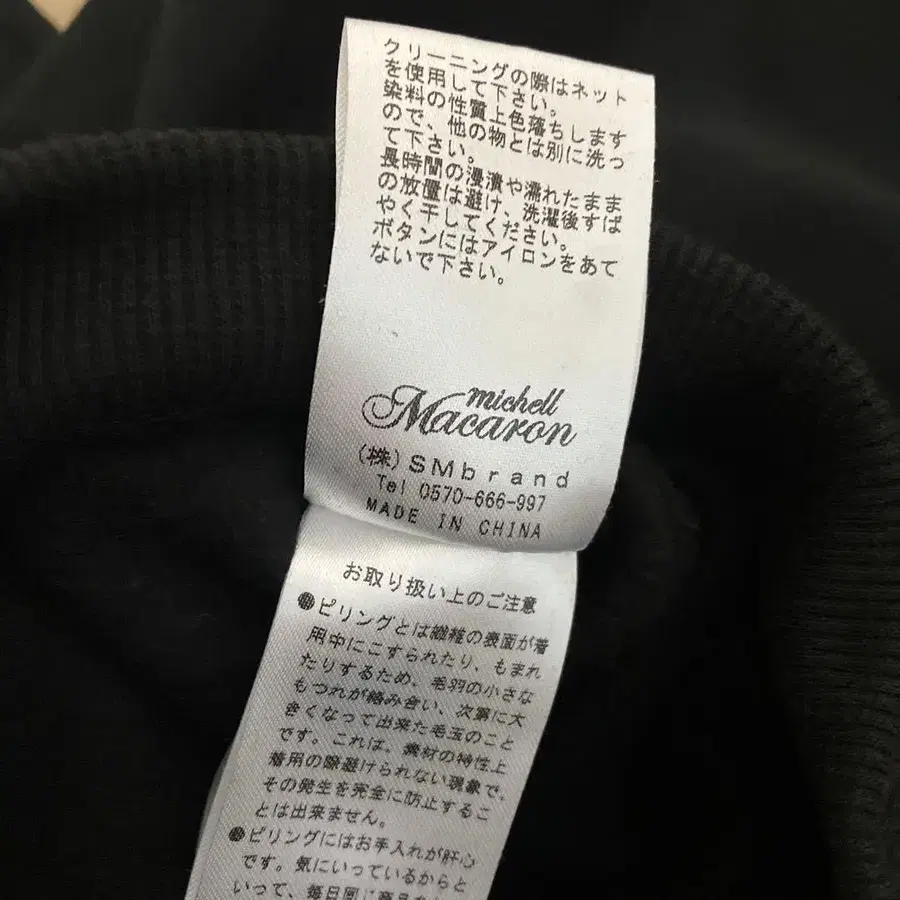 クリーニングの際はネット
を使用して下さい。
染料の性質上色落ちします
ので、他の物とは別に洗っ
て下さい。
長時間の浸漬や濡れたまま
の放置は避け、洗濯後すば
やく干してください。
ボタンにはアイロンをあて
ないで下さい。
michell
Macaron
(株)SMbrand
Tel 0570-666-997
MADE IN CHINA
お取り扱い上のご注意
●ピリングとは繊維の表面が着
用中にこすられたり、もまれ
たりするため、毛羽の小さな
もつれが絡み合い、次第に大
きくなって出来た毛玉のこと
です。これは、素材の特性上
着用の際避けられない現象で、
その発生を完全に防止するこ
とは出来ません。
●ピリングにはお手入れが肝心
です。気にいっているからと
いって、毎日同じ商品を